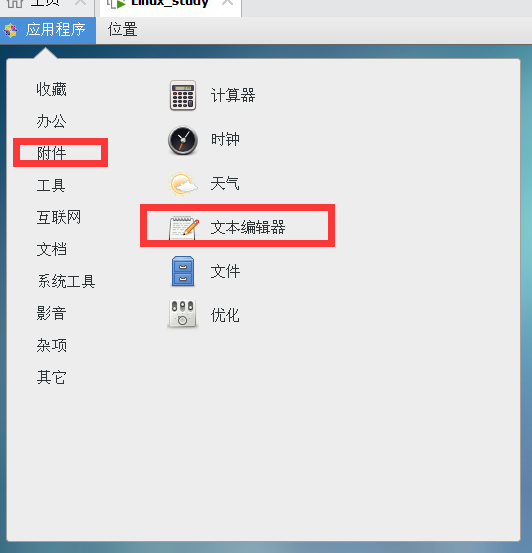 主页 Linux_study
应用程序 位置
收藏
办公
附件
工具
互联网
文档
系统工具
影音
杂项
其它
计算器
时钟
天气
文本编辑器
文件
优化